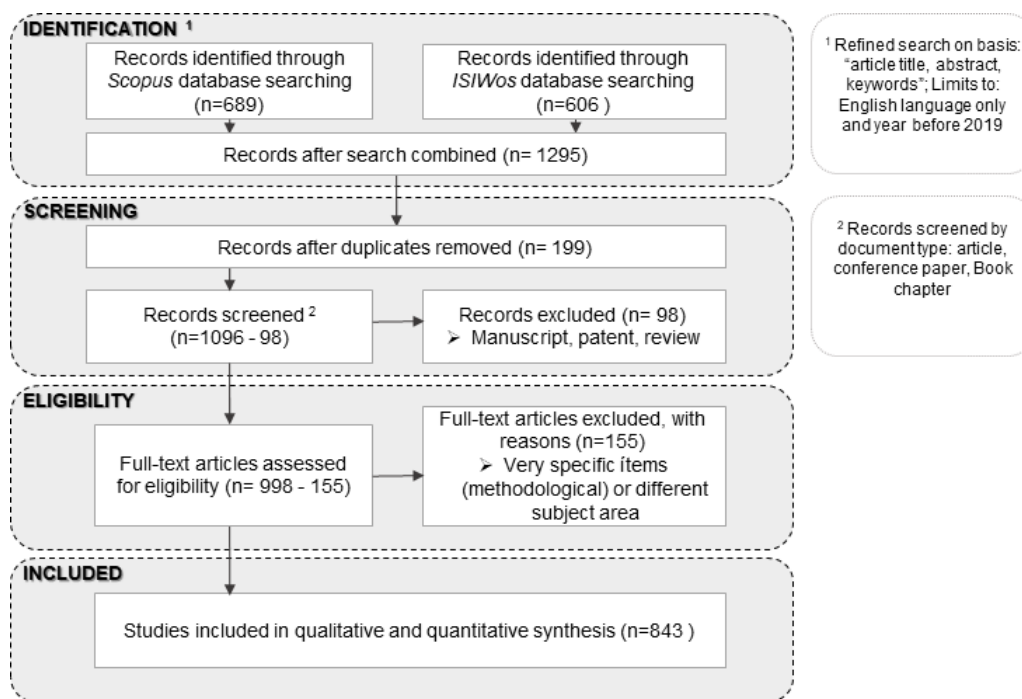 IDENTIFICATION ¹
Records identified through
Scopus database searching
(n=689)
Records identified through
ISIWos database searching
(n=606 )
Records after search combined (n= 1295)
¹ Refined search on basis:
“article title, abstract,
keywords”; Limits to:
English language only
and year before 2019
SCREENING
Records after duplicates removed (n= 199)
Records screened ²
(n=1096 - 98)
Records excluded (n= 98)
➢ Manuscript, patent, review
² Records screened by
document type: article,
conference paper, Book
chapter
ELIGIBILITY
Full-text articles assessed
for eligibility (n= 998 - 155)
Full-text articles excluded, with
reasons (n=155)
➢ Very specific ítems
(methodological) or different
subject area
INCLUDED
Studies included in qualitative and quantitative synthesis (n=843 )